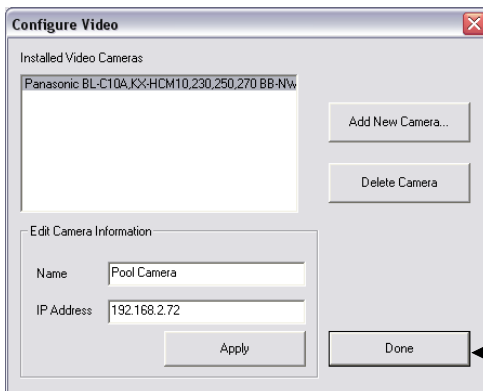 Configure Video
Installed Video Cameras
Panasonic BL-C10A,KX-HCM10,230,250,270 BB-NW
Add New Camera...
Delete Camera
Edit Camera Information
Name
Pool Camera
IP Address
192.168.2.72
Apply
Done